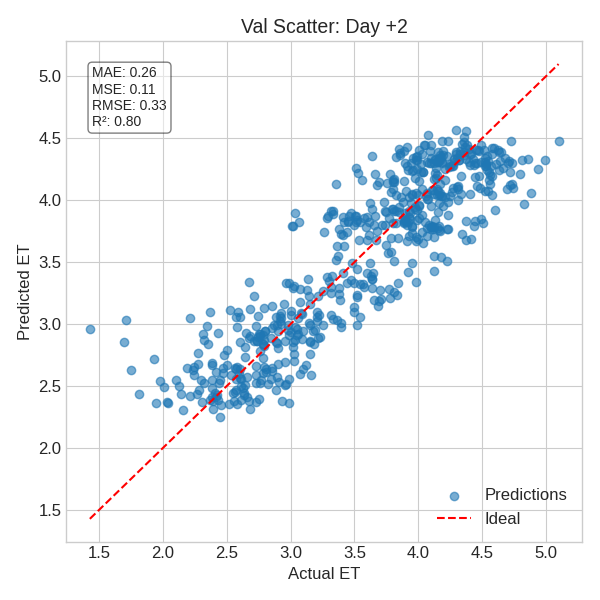 Val Scatter: Day +2
MAE: 0.26
MSE: 0.11
RMSE: 0.33
R²: 0.80
5.0
4.5
4.0
3.5
3.0
2.5
2.0
1.5
Predicted ET
Predictions
Ideal
1.5 2.0 2.5 3.0 3.5 4.0 4.5 5.0
Actual ET